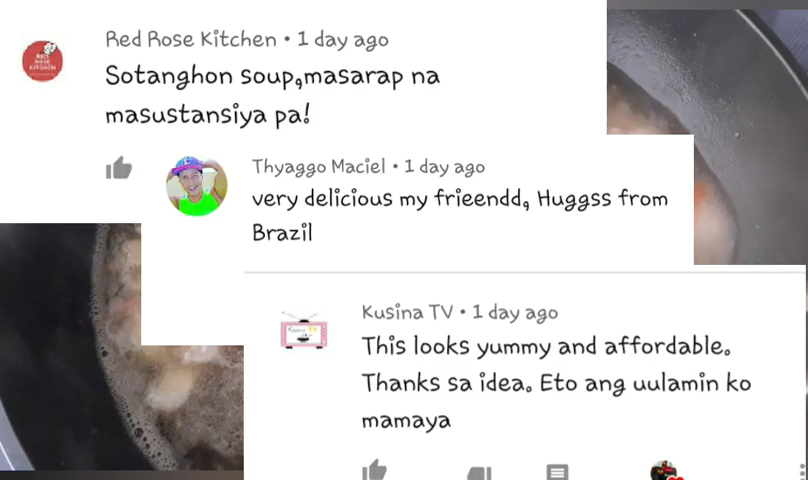 Red Rose Kitchen • 1 day ago
Sotanghon soup,masarap na
masustansiya pa!
Thyaggo Maciel • 1 day ago
very delicious my frieendd, Huggss from
Brazil
Kusina TV • 1 day ago
This looks yummy and affordable.
Thanks sa idea. Eto ang uulamin ko
mamaya